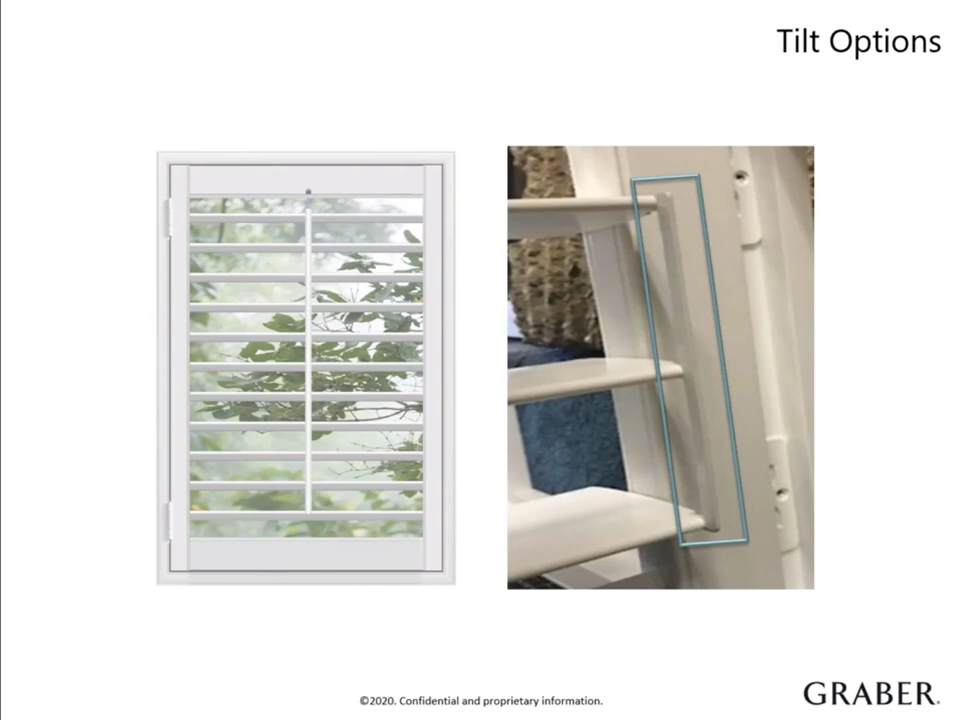 Tilt Options
©2020. Confidential and proprietary information.
GRABER.